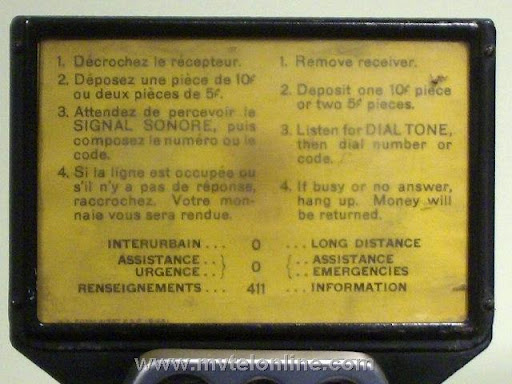 1. Décrochez le récepteur.
2. Déposez une pièce de 10¢
ou deux pièces de 5¢.
3. Attendez de percevoir le
SIGNAL SONORE, puis
composez le numéro ou le
code.
4. Si la ligne est occupée ou
s'il n'y a pas de réponse,
raccrochez. Votre mon-
naie vous sera rendue.
1. Remove receiver.
2. Deposit one 10¢ piece
or two 5¢ pieces.
3. Listen for DIAL TONE,
then dial number or
code.
4. If busy or no answer,
hang up. Money will
be returned.
INTERURBAIN... 0 ... LONG DISTANCE
ASSISTANCE.. ..ASSISTANCE
URGENCE.. 0 ..EMERGENCIES
RENSEIGNEMENTS... 411 ...INFORMATION
www.mytelonline.com